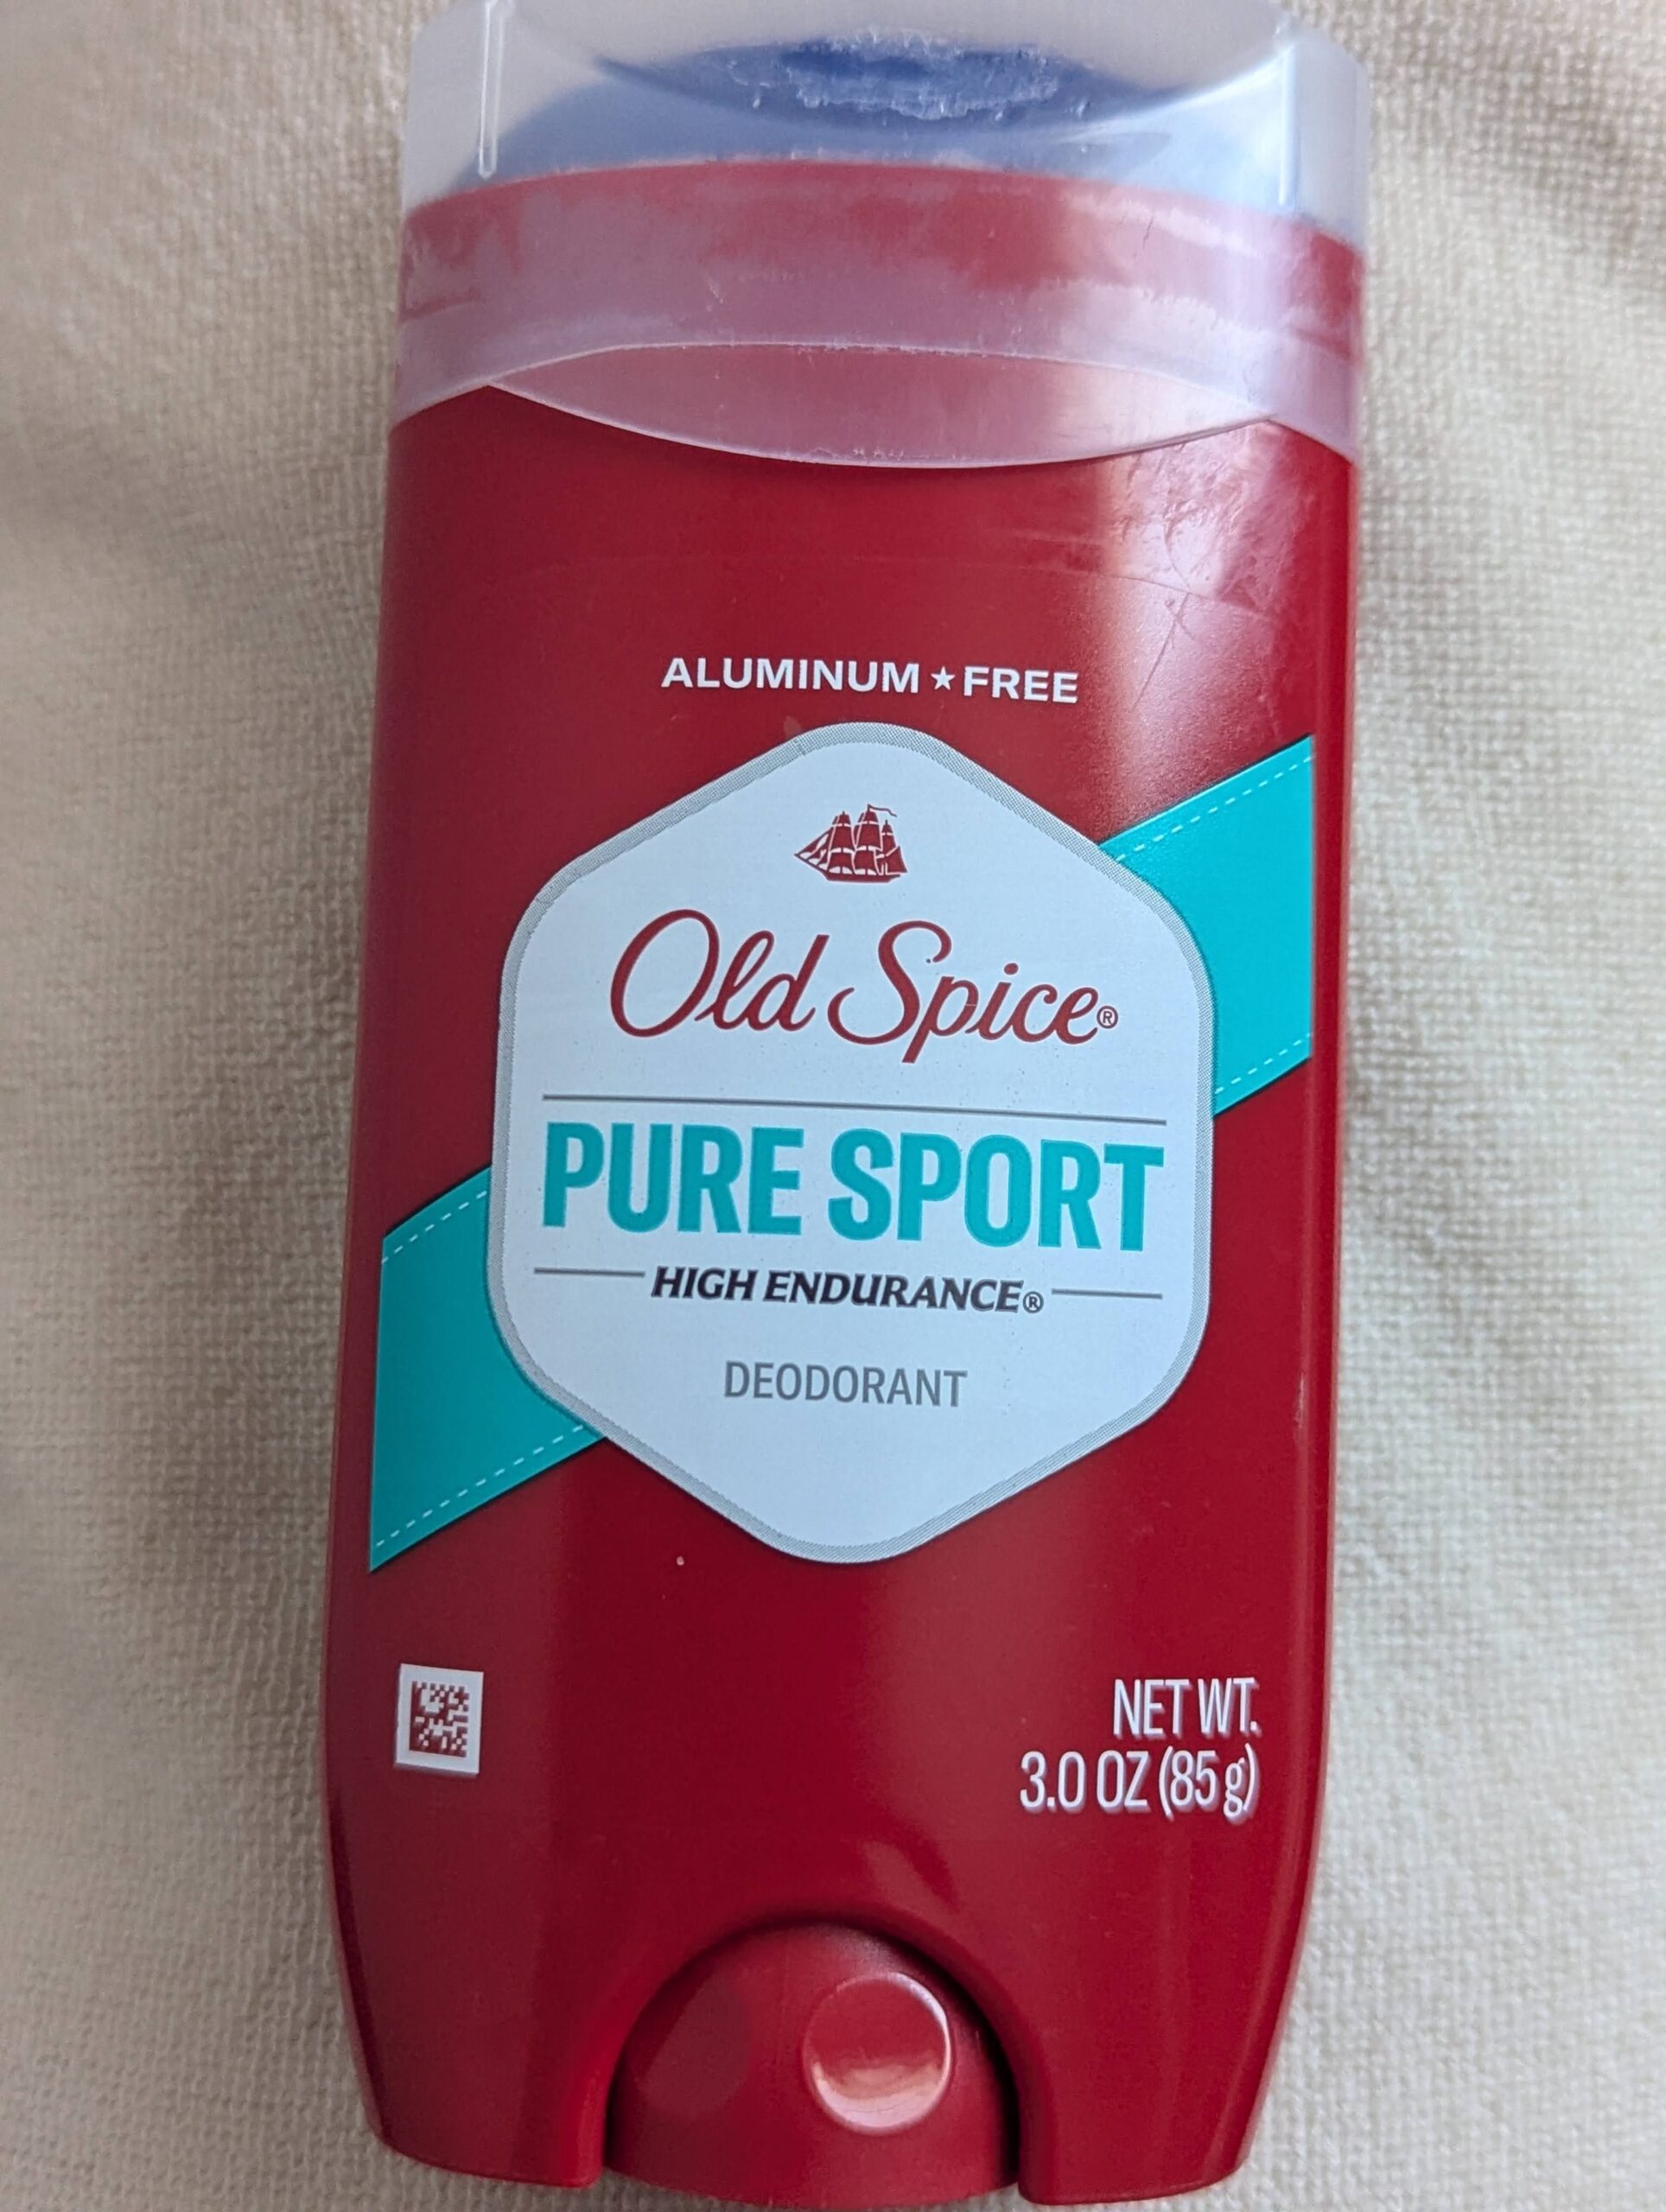 ALUMINUM★FREE
Old Spice®
PURE SPORT
HIGH ENDURANCE®
DEODORANT
NET WT.
3.0 OZ (85 g)